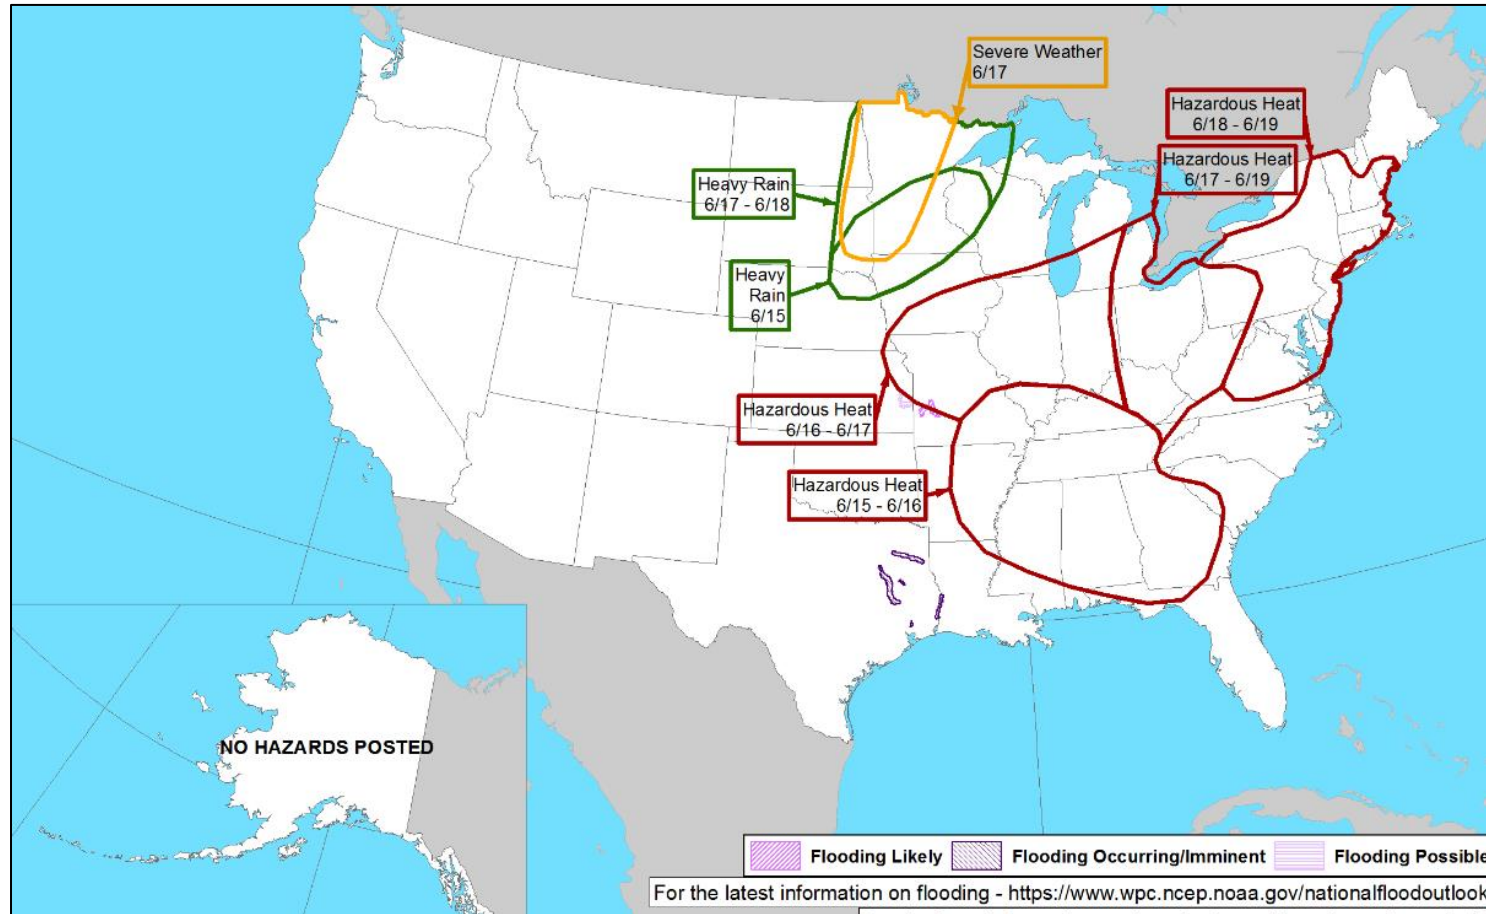 Severe Weather
6/17
Hazardous Heat
6/18 - 6/19
Hazardous Heat
6/17 - 6/19
Heavy Rain
6/17 - 6/18
Heavy
Rain
6/15
Hazardous Heat
6/16 - 6/17
Hazardous Heat
6/15 - 6/16
NO HAZARDS POSTED
Flooding Likely
Flooding Occurring/Imminent
Flooding Possible
For the latest information on flooding - https://www.wpc.ncep.noaa.gov/nationalfloodoutlook